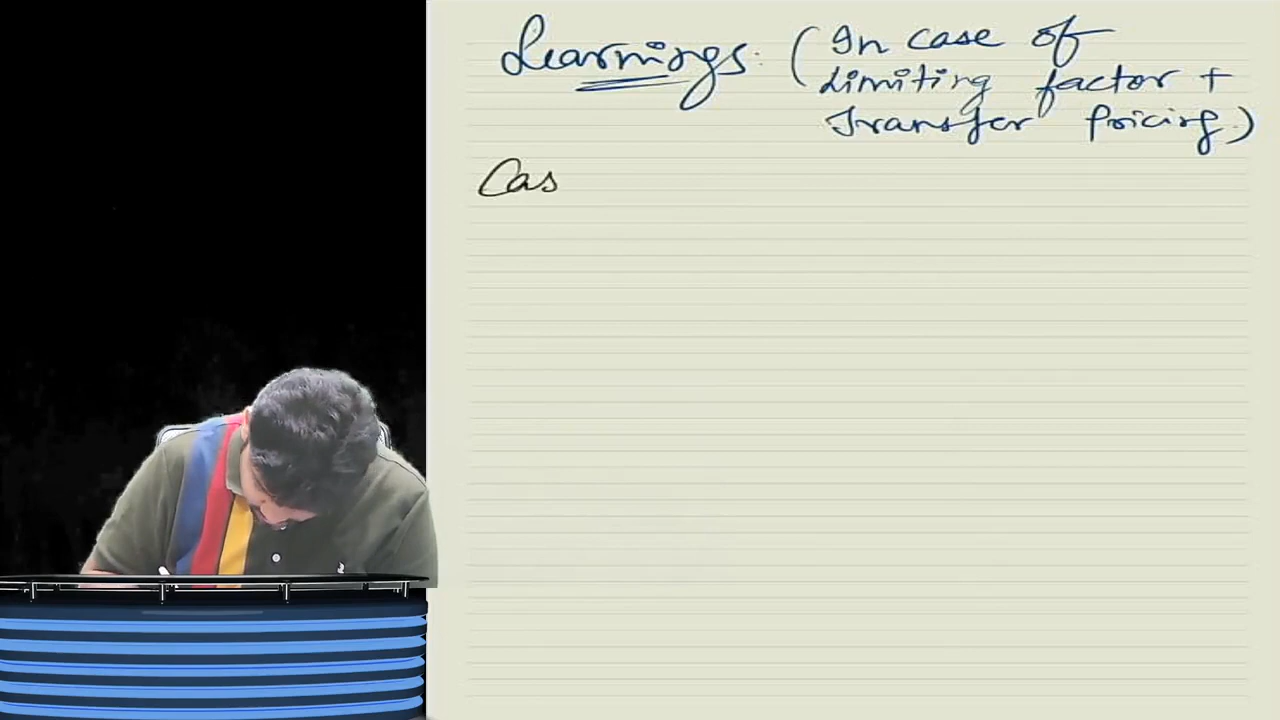 Learnings: (In case of
limiting factor +
Transfer Pricing)
Cas